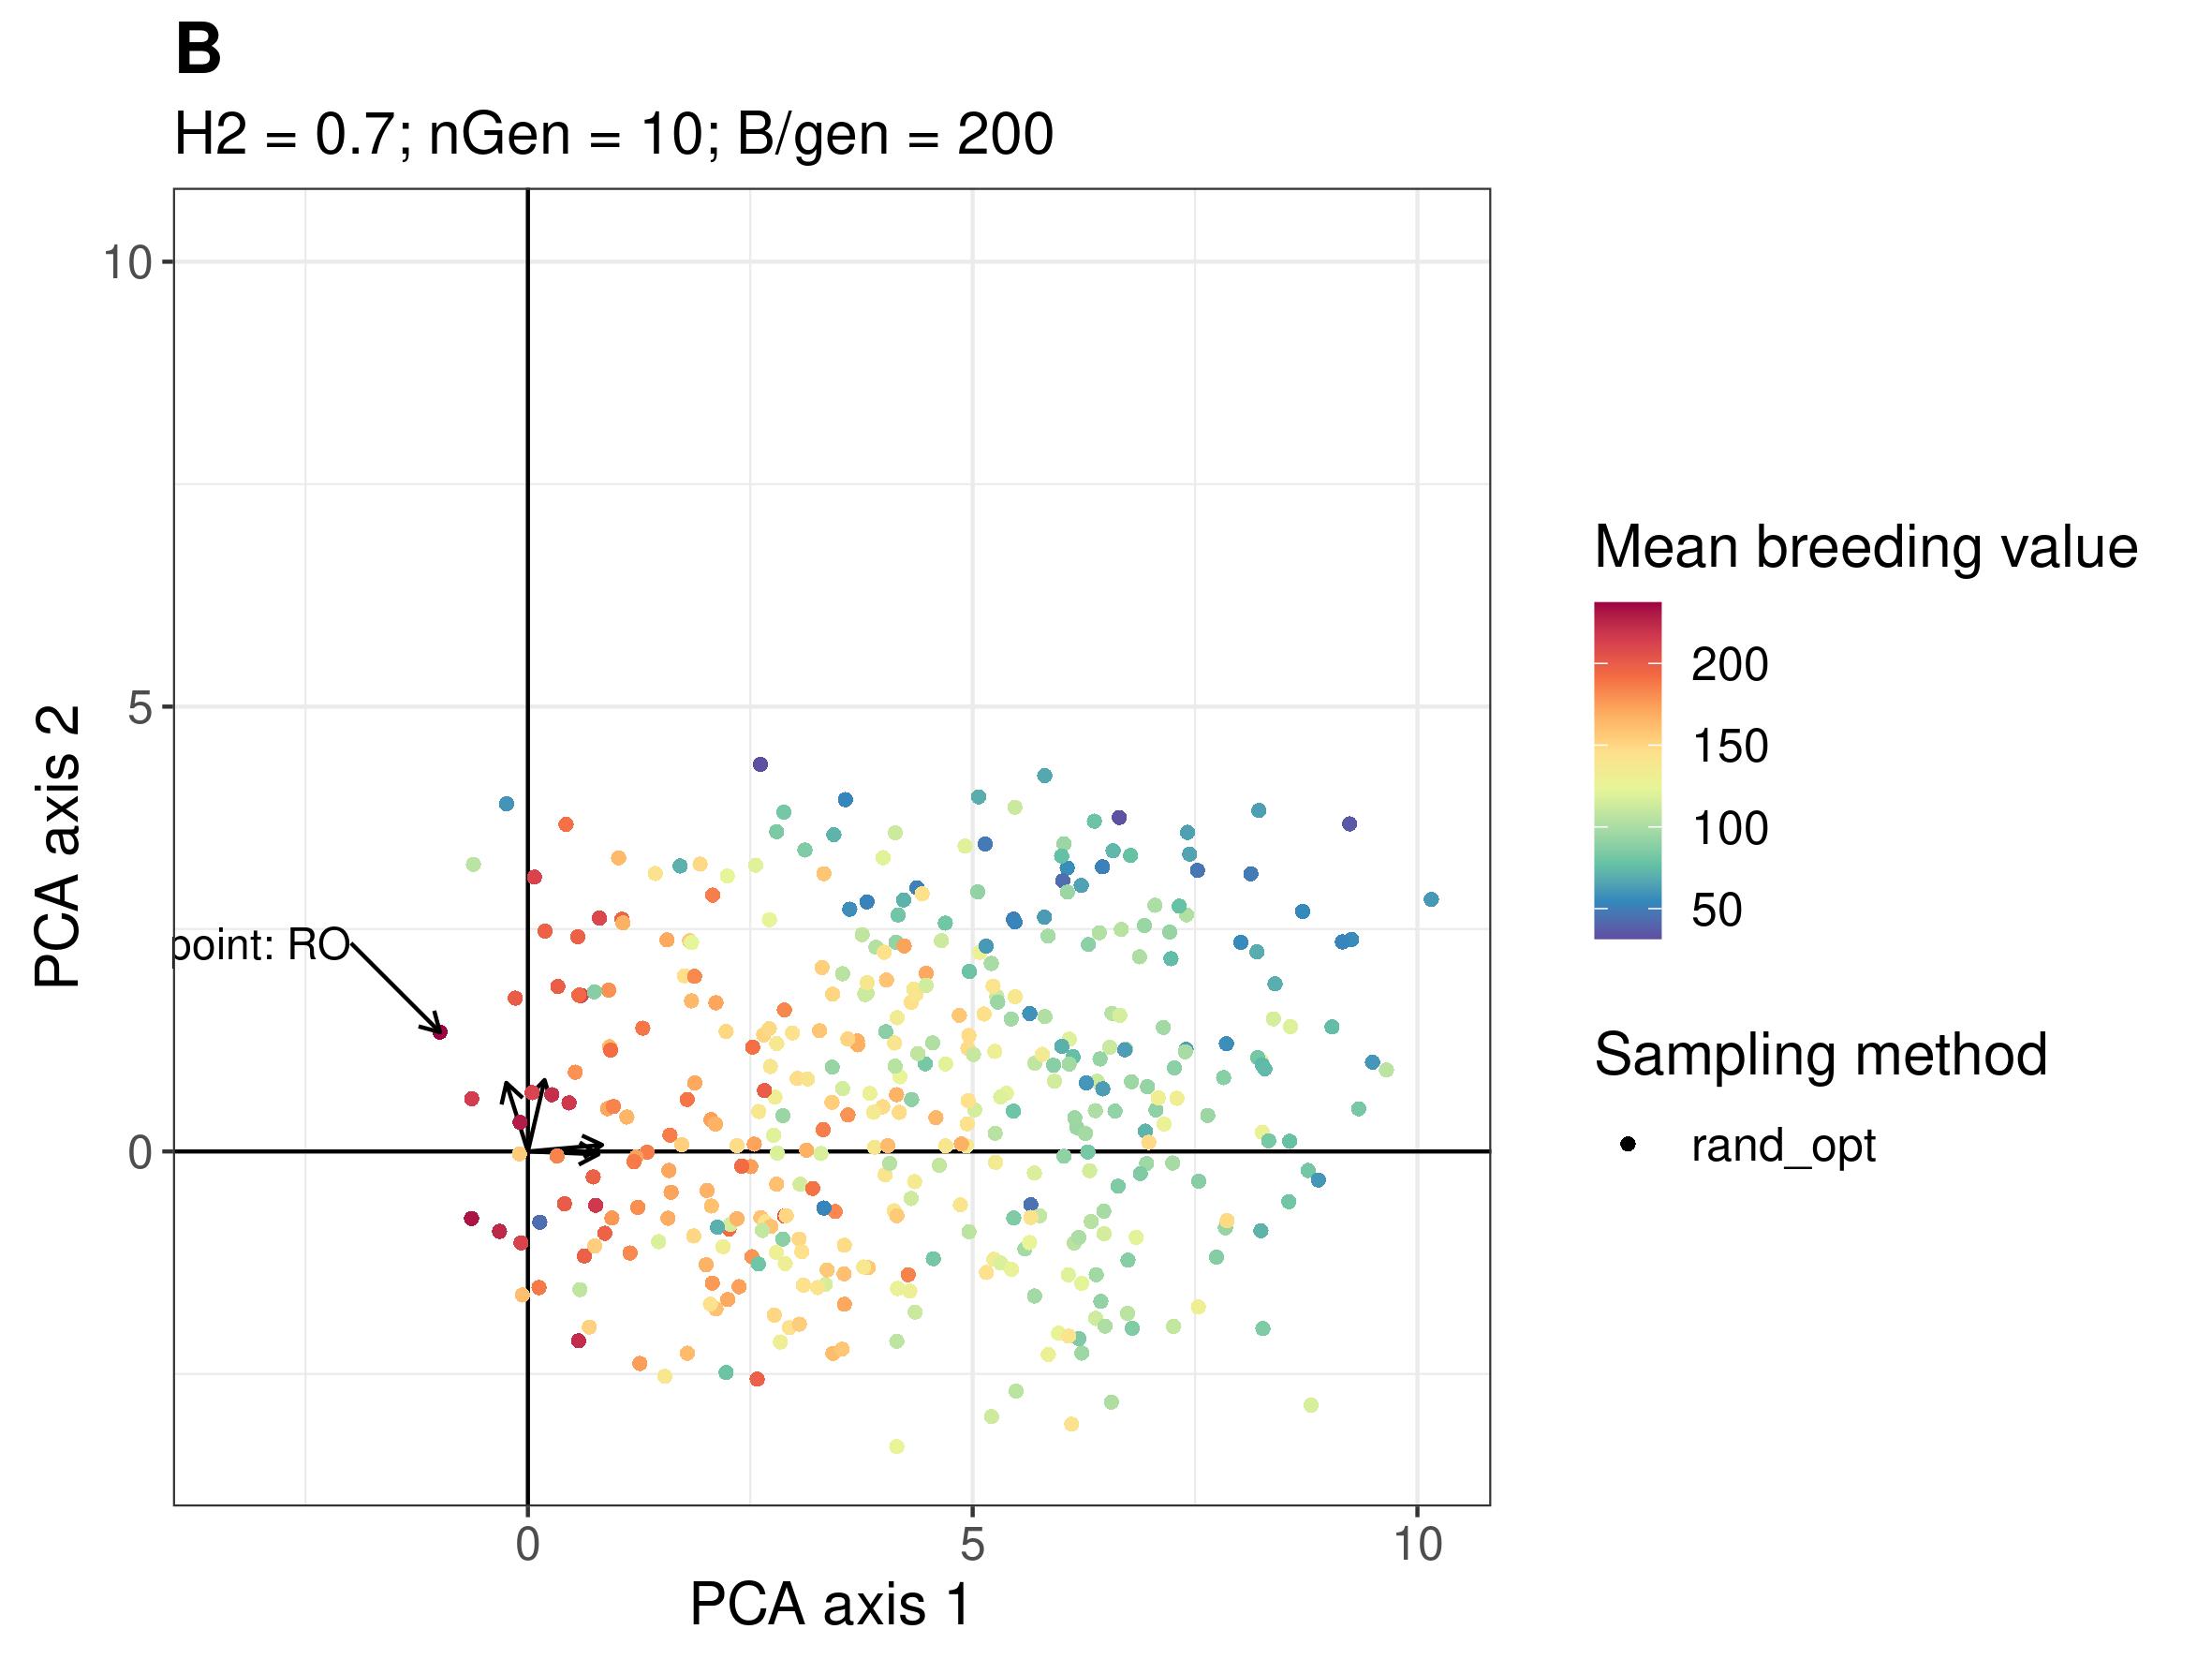 B
H2 = 0.7; nGen = 10; B/gen = 200
10
5
0
point: RO
0
5
10
PCA axis 1
PCA axis 2
Mean breeding value
200
150
100
50
Sampling method
rand_opt